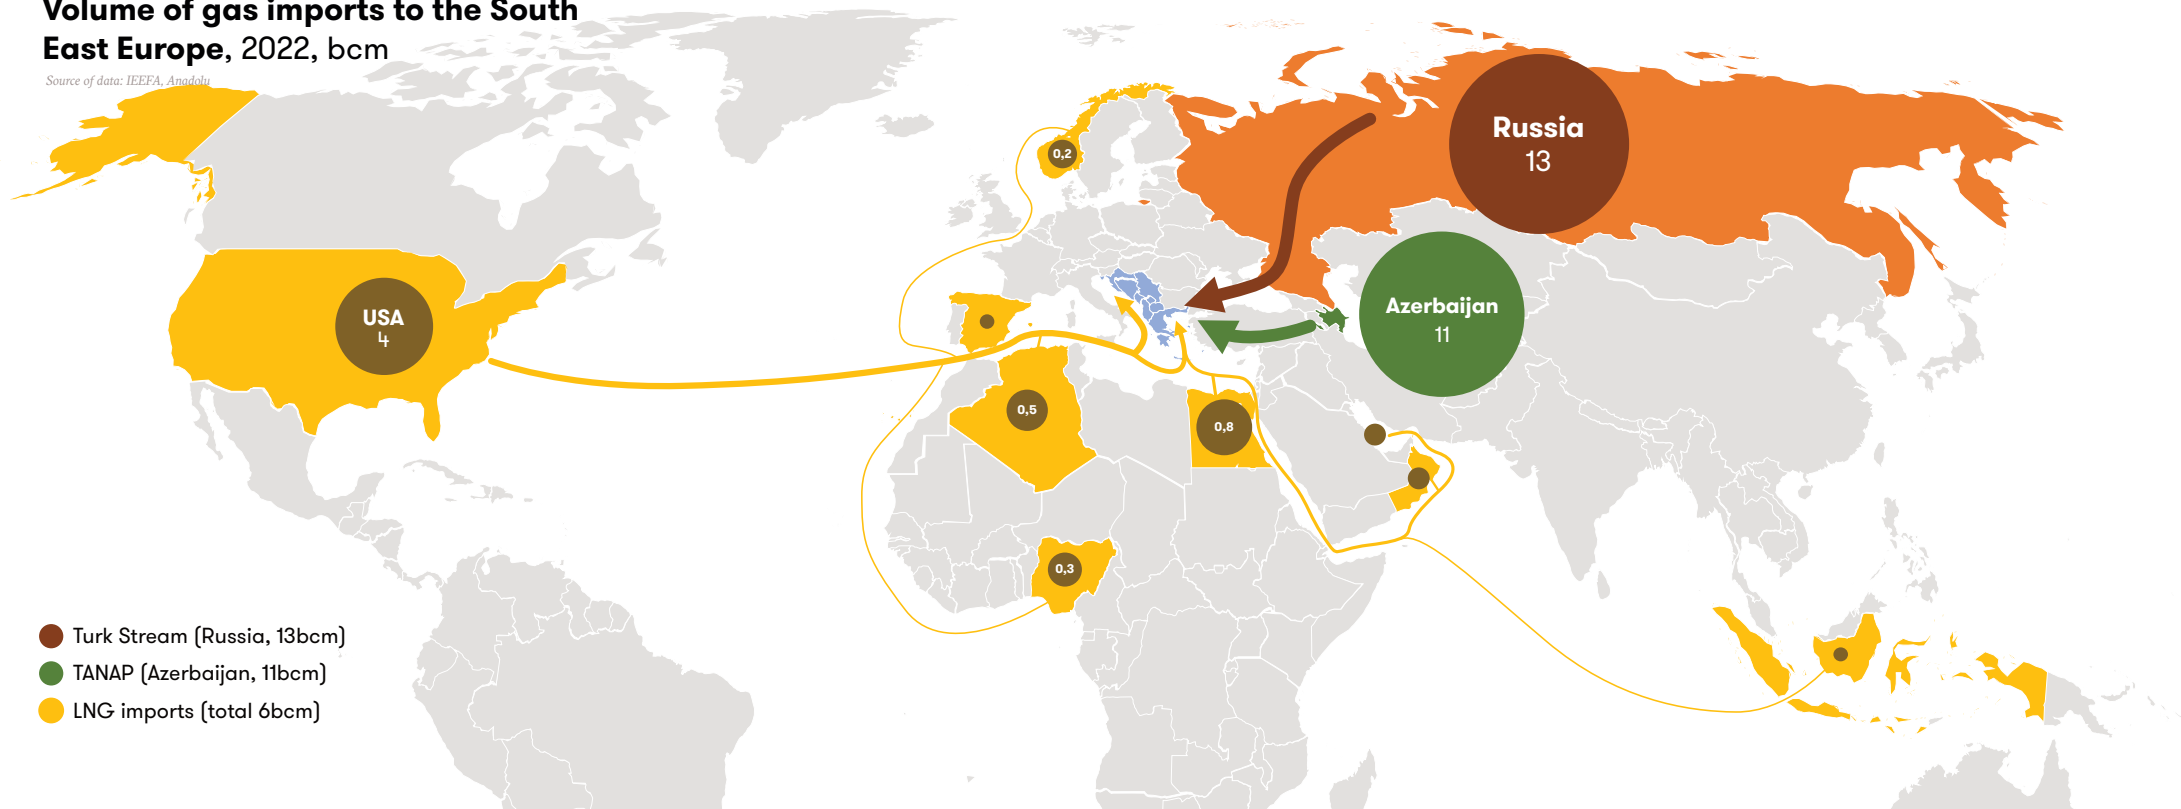 Volume of gas imports to the South
East Europe, 2022, bcm
Source of data: IEEFA, Anadolu
Russia
13
0,2
Azerbaijan
11
USA
4
0,5
0,8
0,3
Turk Stream (Russia, 13bcm)
TANAP (Azerbaijan, 11bcm)
LNG imports (total 6bcm)